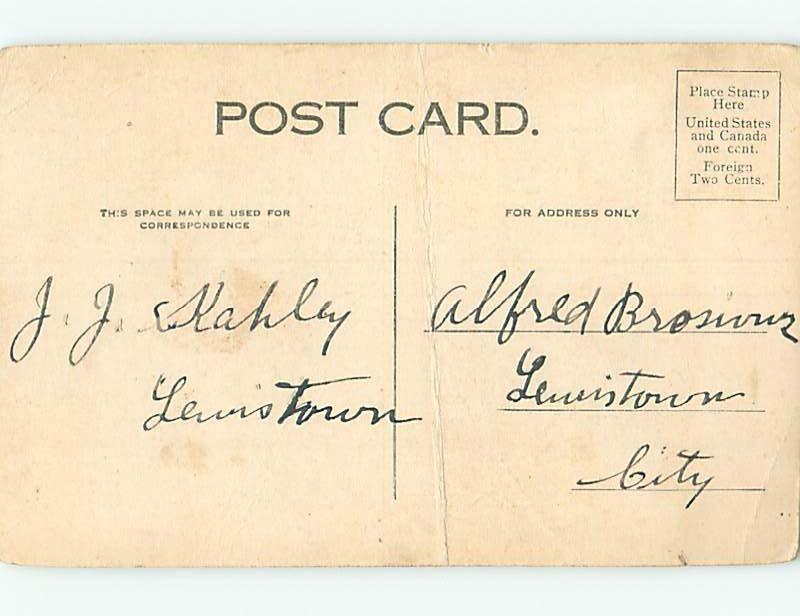 POST CARD.
Place Stamp
Here
United States
and Canada
one cent.
Foreign
Two Cents.
THIS SPACE MAY BE USED FOR
CORRESPONDENCE
FOR ADDRESS ONLY
J. J. Kahley
Lewistown
Alfred
Lewistown
City